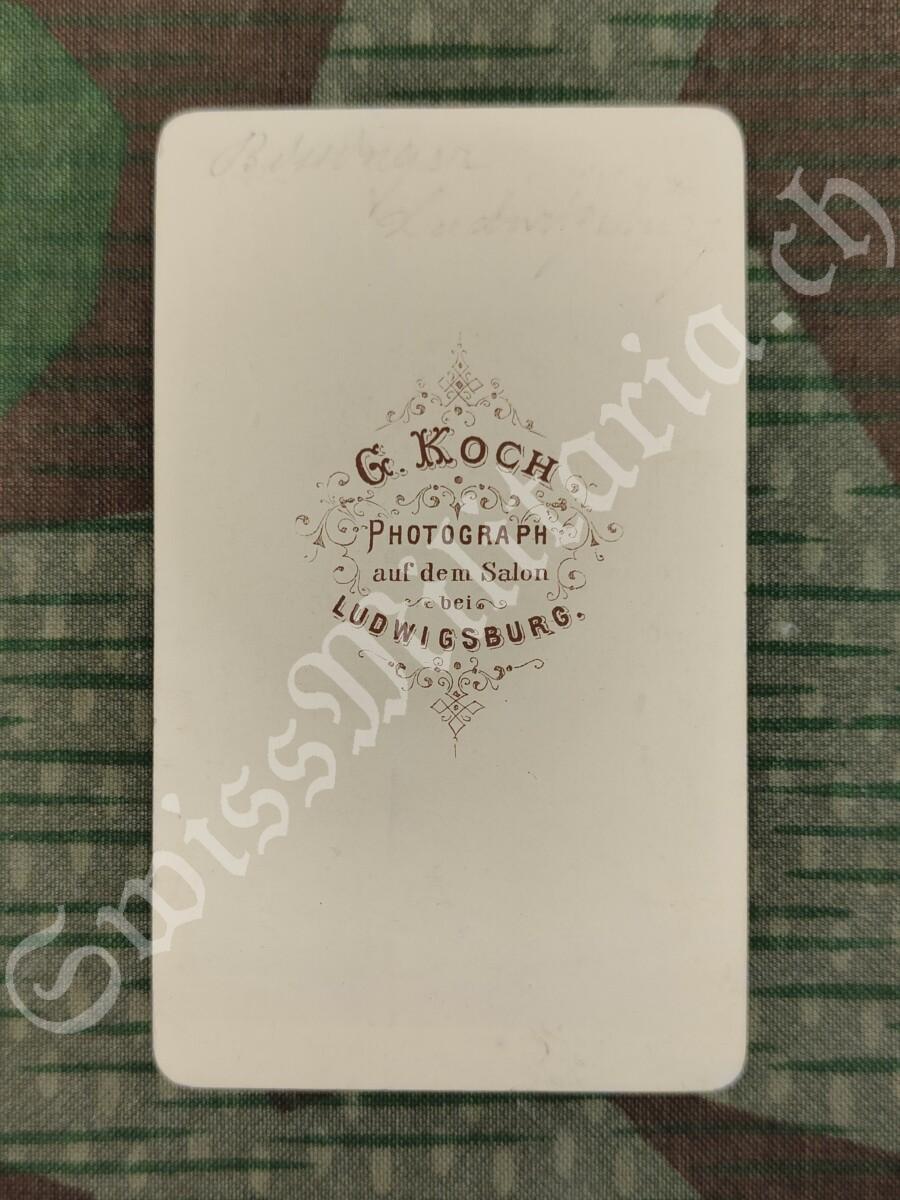 G. KOCH
PHOTOGRAPH
auf dem Salon
bei
LUDWIGSBURG.
SwissMilitaria.ch